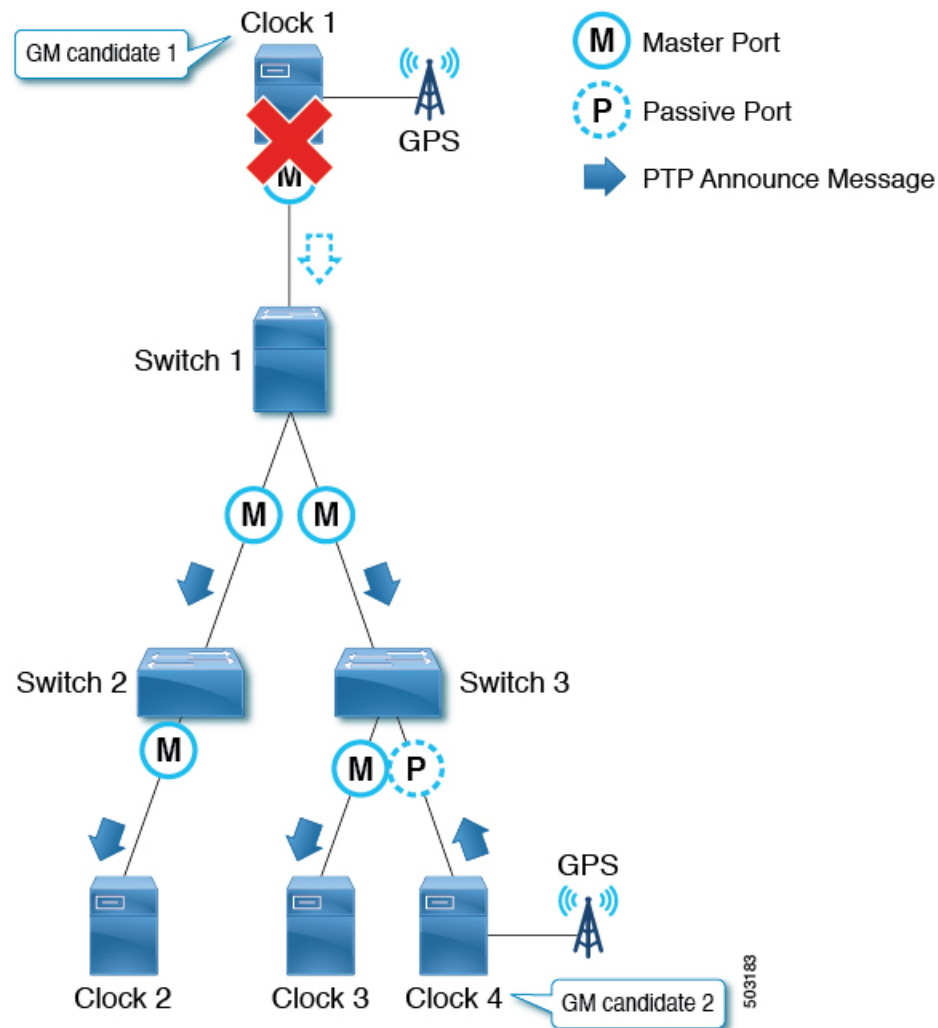 Clock 1
GM candidate 1
M
GPS
M Master Port
P Passive Port
PTP Announce Message
Switch 1
M M
Switch 2
Switch 3
M
M P
GPS
Clock 2
Clock 3
Clock 4
GM candidate 2
503183